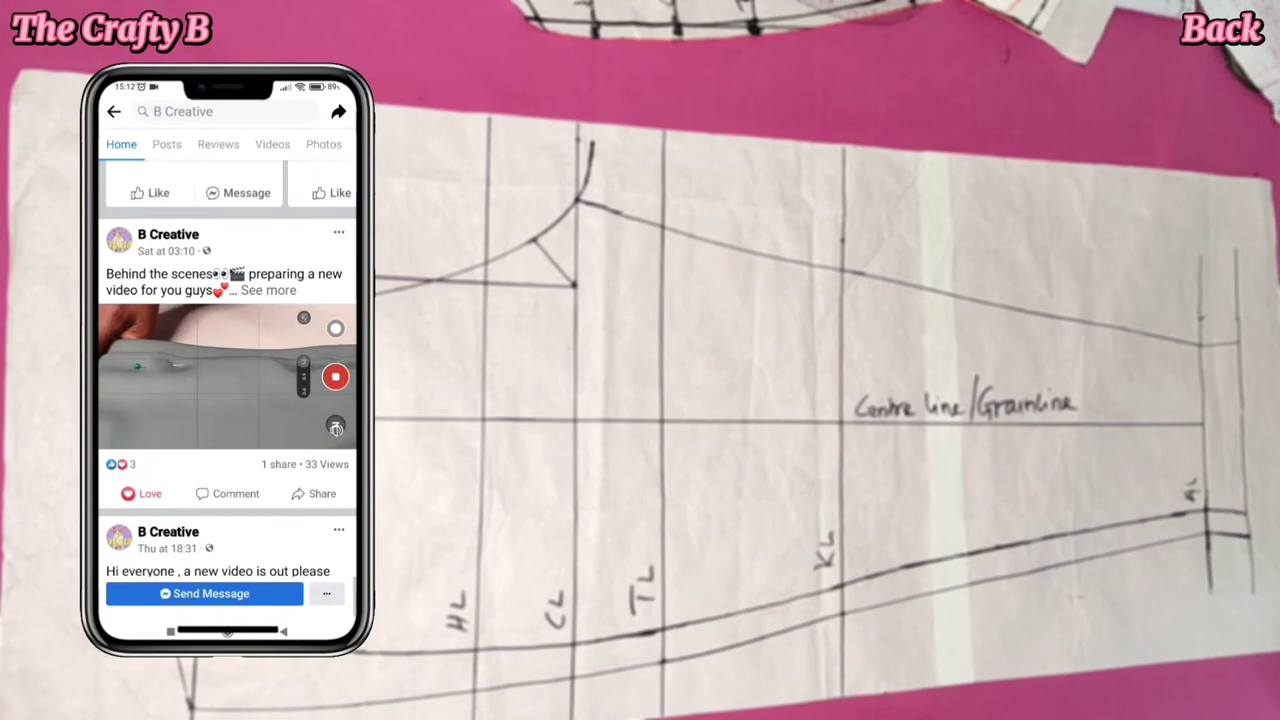 The Crafty B
Back
15:12
89%
B Creative
Home Posts Reviews Videos Photos
Like Message Like
B Creative
Sat at 03:10 ·
Behind the scenes👀🎬 preparing a new
video for you guys💕... See more
3
1 share • 33 Views
Love Comment Share
B Creative
Thu at 18:31 ·
Hi everyone , a new video is out please
Send Message
Centre line/Grainline
HL
CL
TL
KL
AL